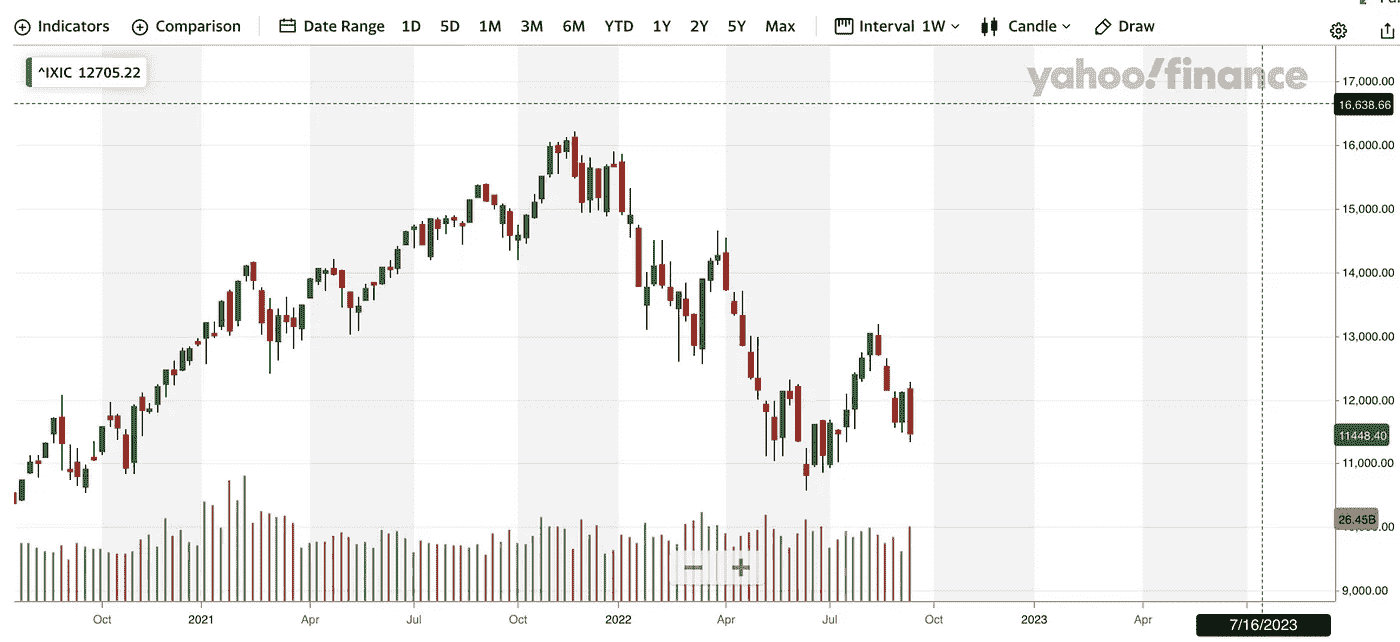 Indicators Comparison Date Range 1D 5D 1M 3M 6M YTD 1Y 2Y 5Y Max Interval 1W Candle Draw
^IXIC 12705.22
yahoo!finance
17,000.00
16,638.66
16,000.00
15,000.00
14,000.00
13,000.00
12,000.00
11448.40
11,000.00
26.45B
9,000.00
Oct 2021 Apr Jul Oct 2022 Apr Jul Oct 2023 Apr 7/16/2023